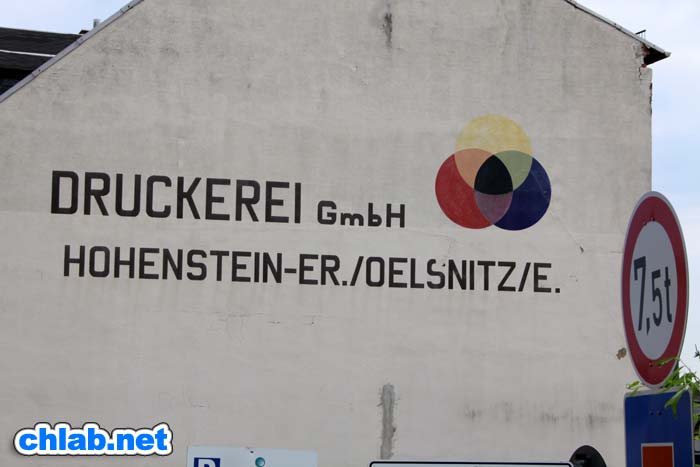 DRUCKEREI GmbH
HOHENSTEIN-ER./OELSNITZ/E.
7,5t
chlab.net